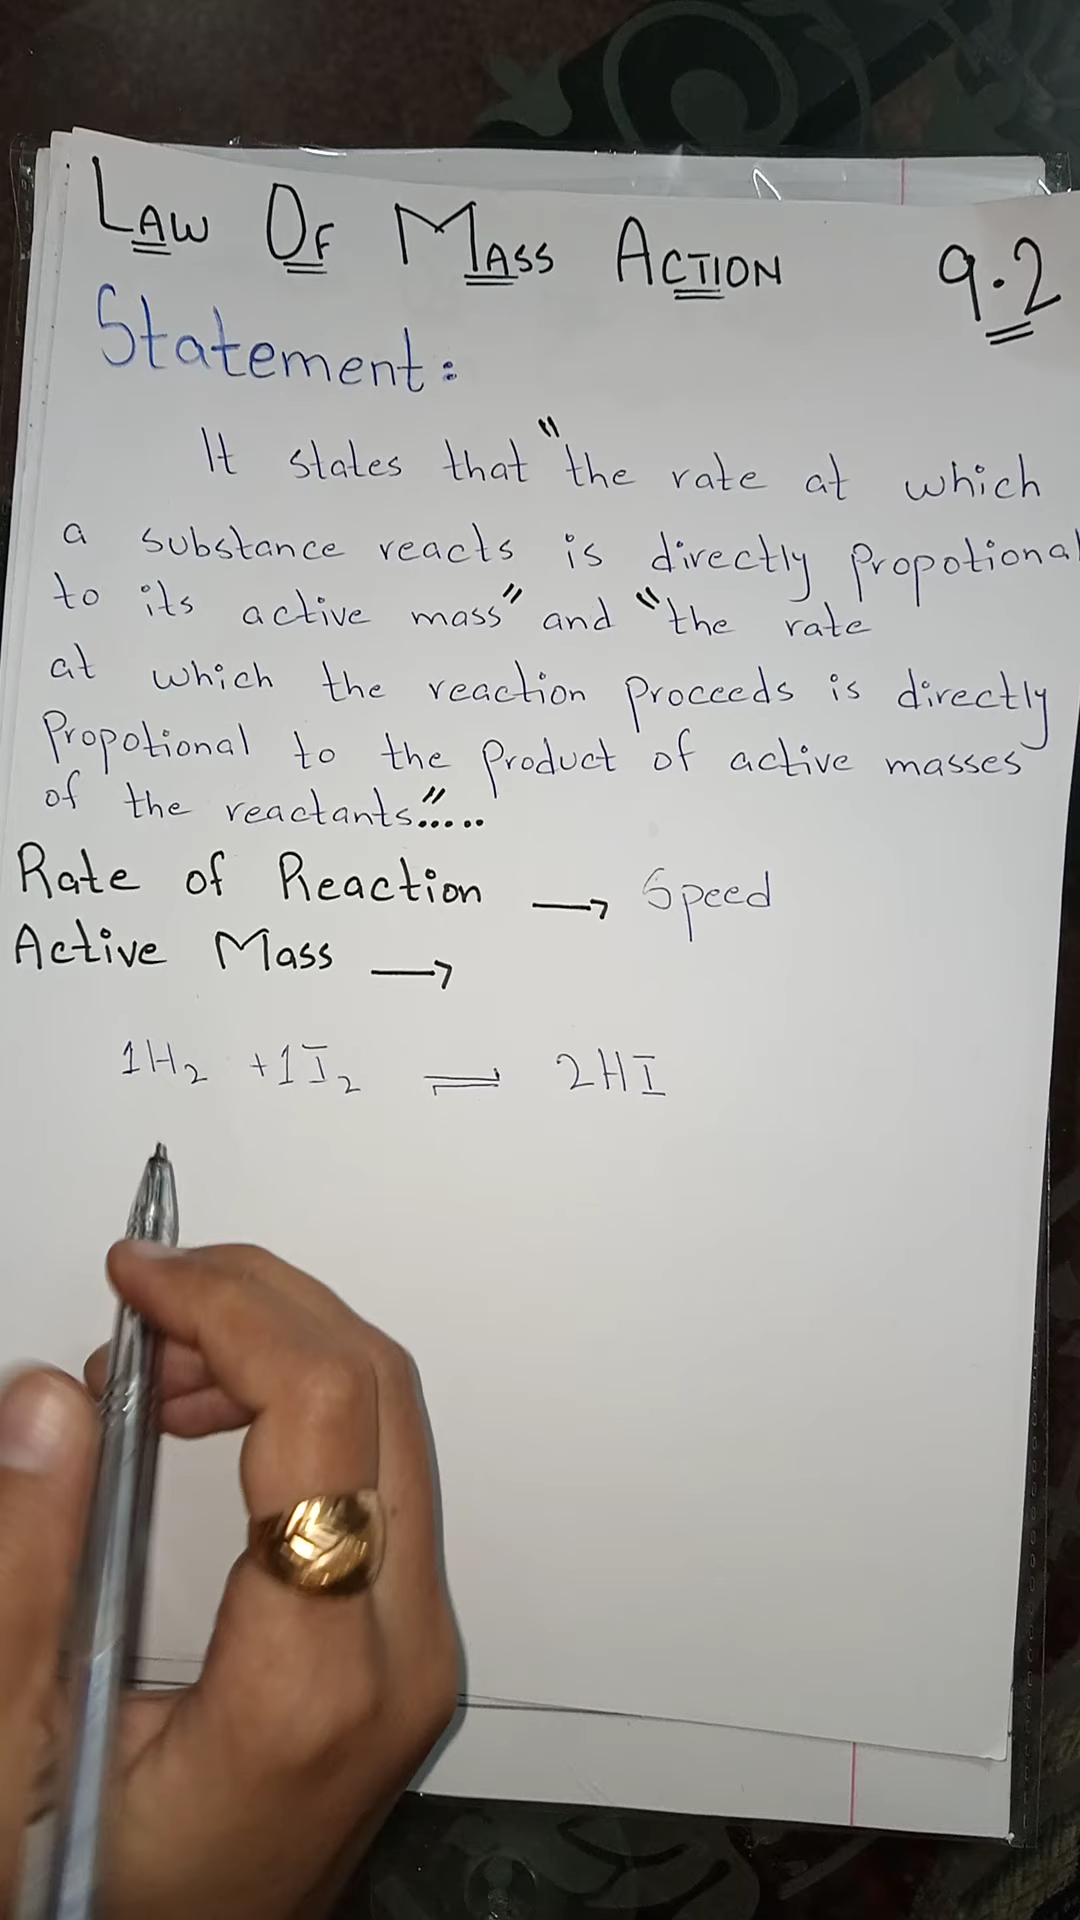 LAW OF MASS ACTION 9.2
Statement:
It states that "the rate at which
a substance reacts is directly Propotional
to its active mass" and "the rate
at which the reaction Proceeds is directly
Propotional to the Product of active masses
of the reactants".....
Rate of Reaction → Speed
Active Mass →
1H₂ + 1I₂ ⇌ 2HI